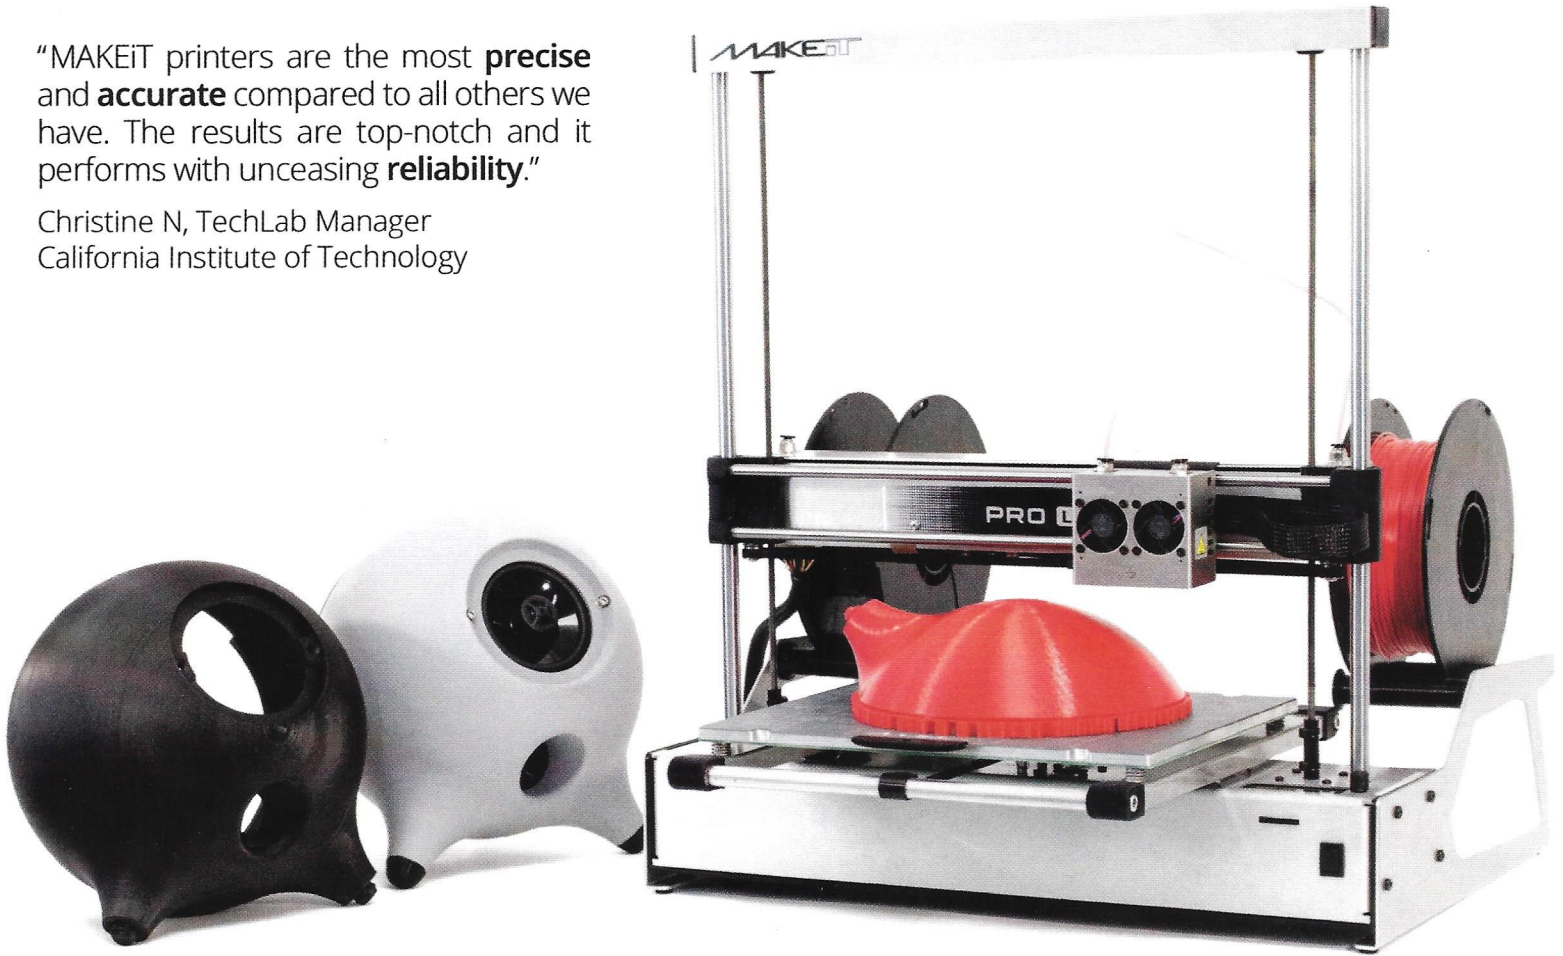 “MAKEiT printers are the most precise
and accurate compared to all others we
have. The results are top-notch and it
performs with unceasing reliability.”
Christine N, TechLab Manager
California Institute of Technology
MAKEiT
PRO L